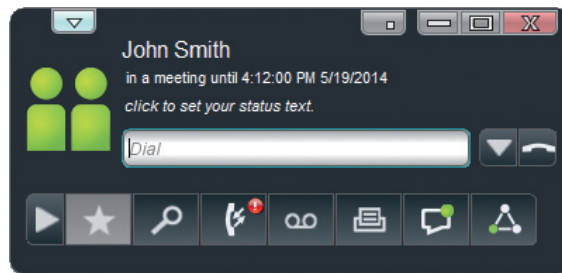 John Smith
in a meeting until 4:12:00 PM 5/19/2014
click to set your status text.
Dial